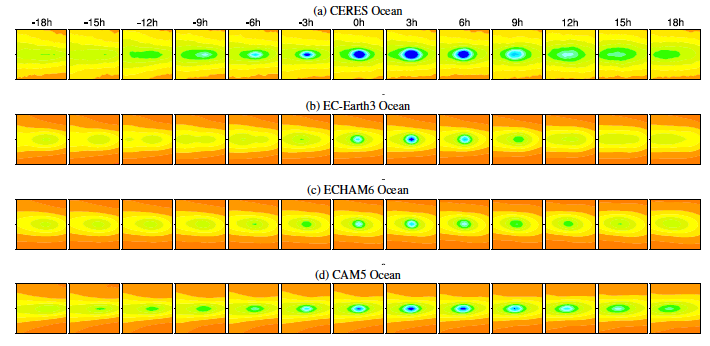 (a) CERES Ocean
-18h -15h -12h -9h -6h -3h 0h 3h 6h 9h 12h 15h 18h
(b) EC-Earth3 Ocean
(c) ECHAM6 Ocean
(d) CAM5 Ocean